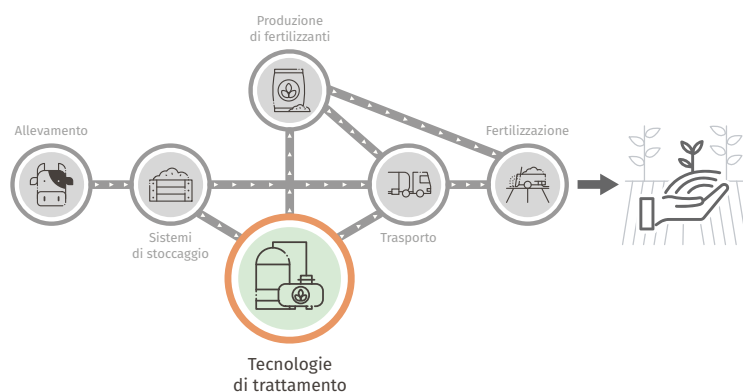 Produzione
di fertilizzanti
Allevamento
Fertilizzazione
Sistemi
di stoccaggio
Trasporto
Tecnologie
di trattamento